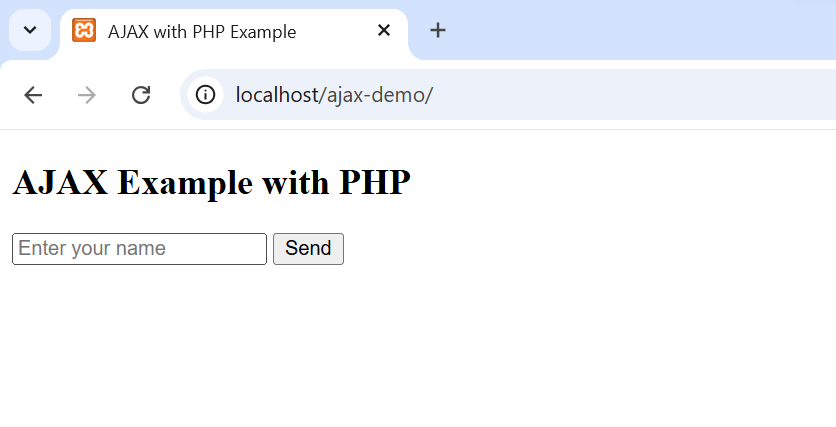 AJAX with PHP Example
localhost/ajax-demo/
AJAX Example with PHP
Enter your name Send